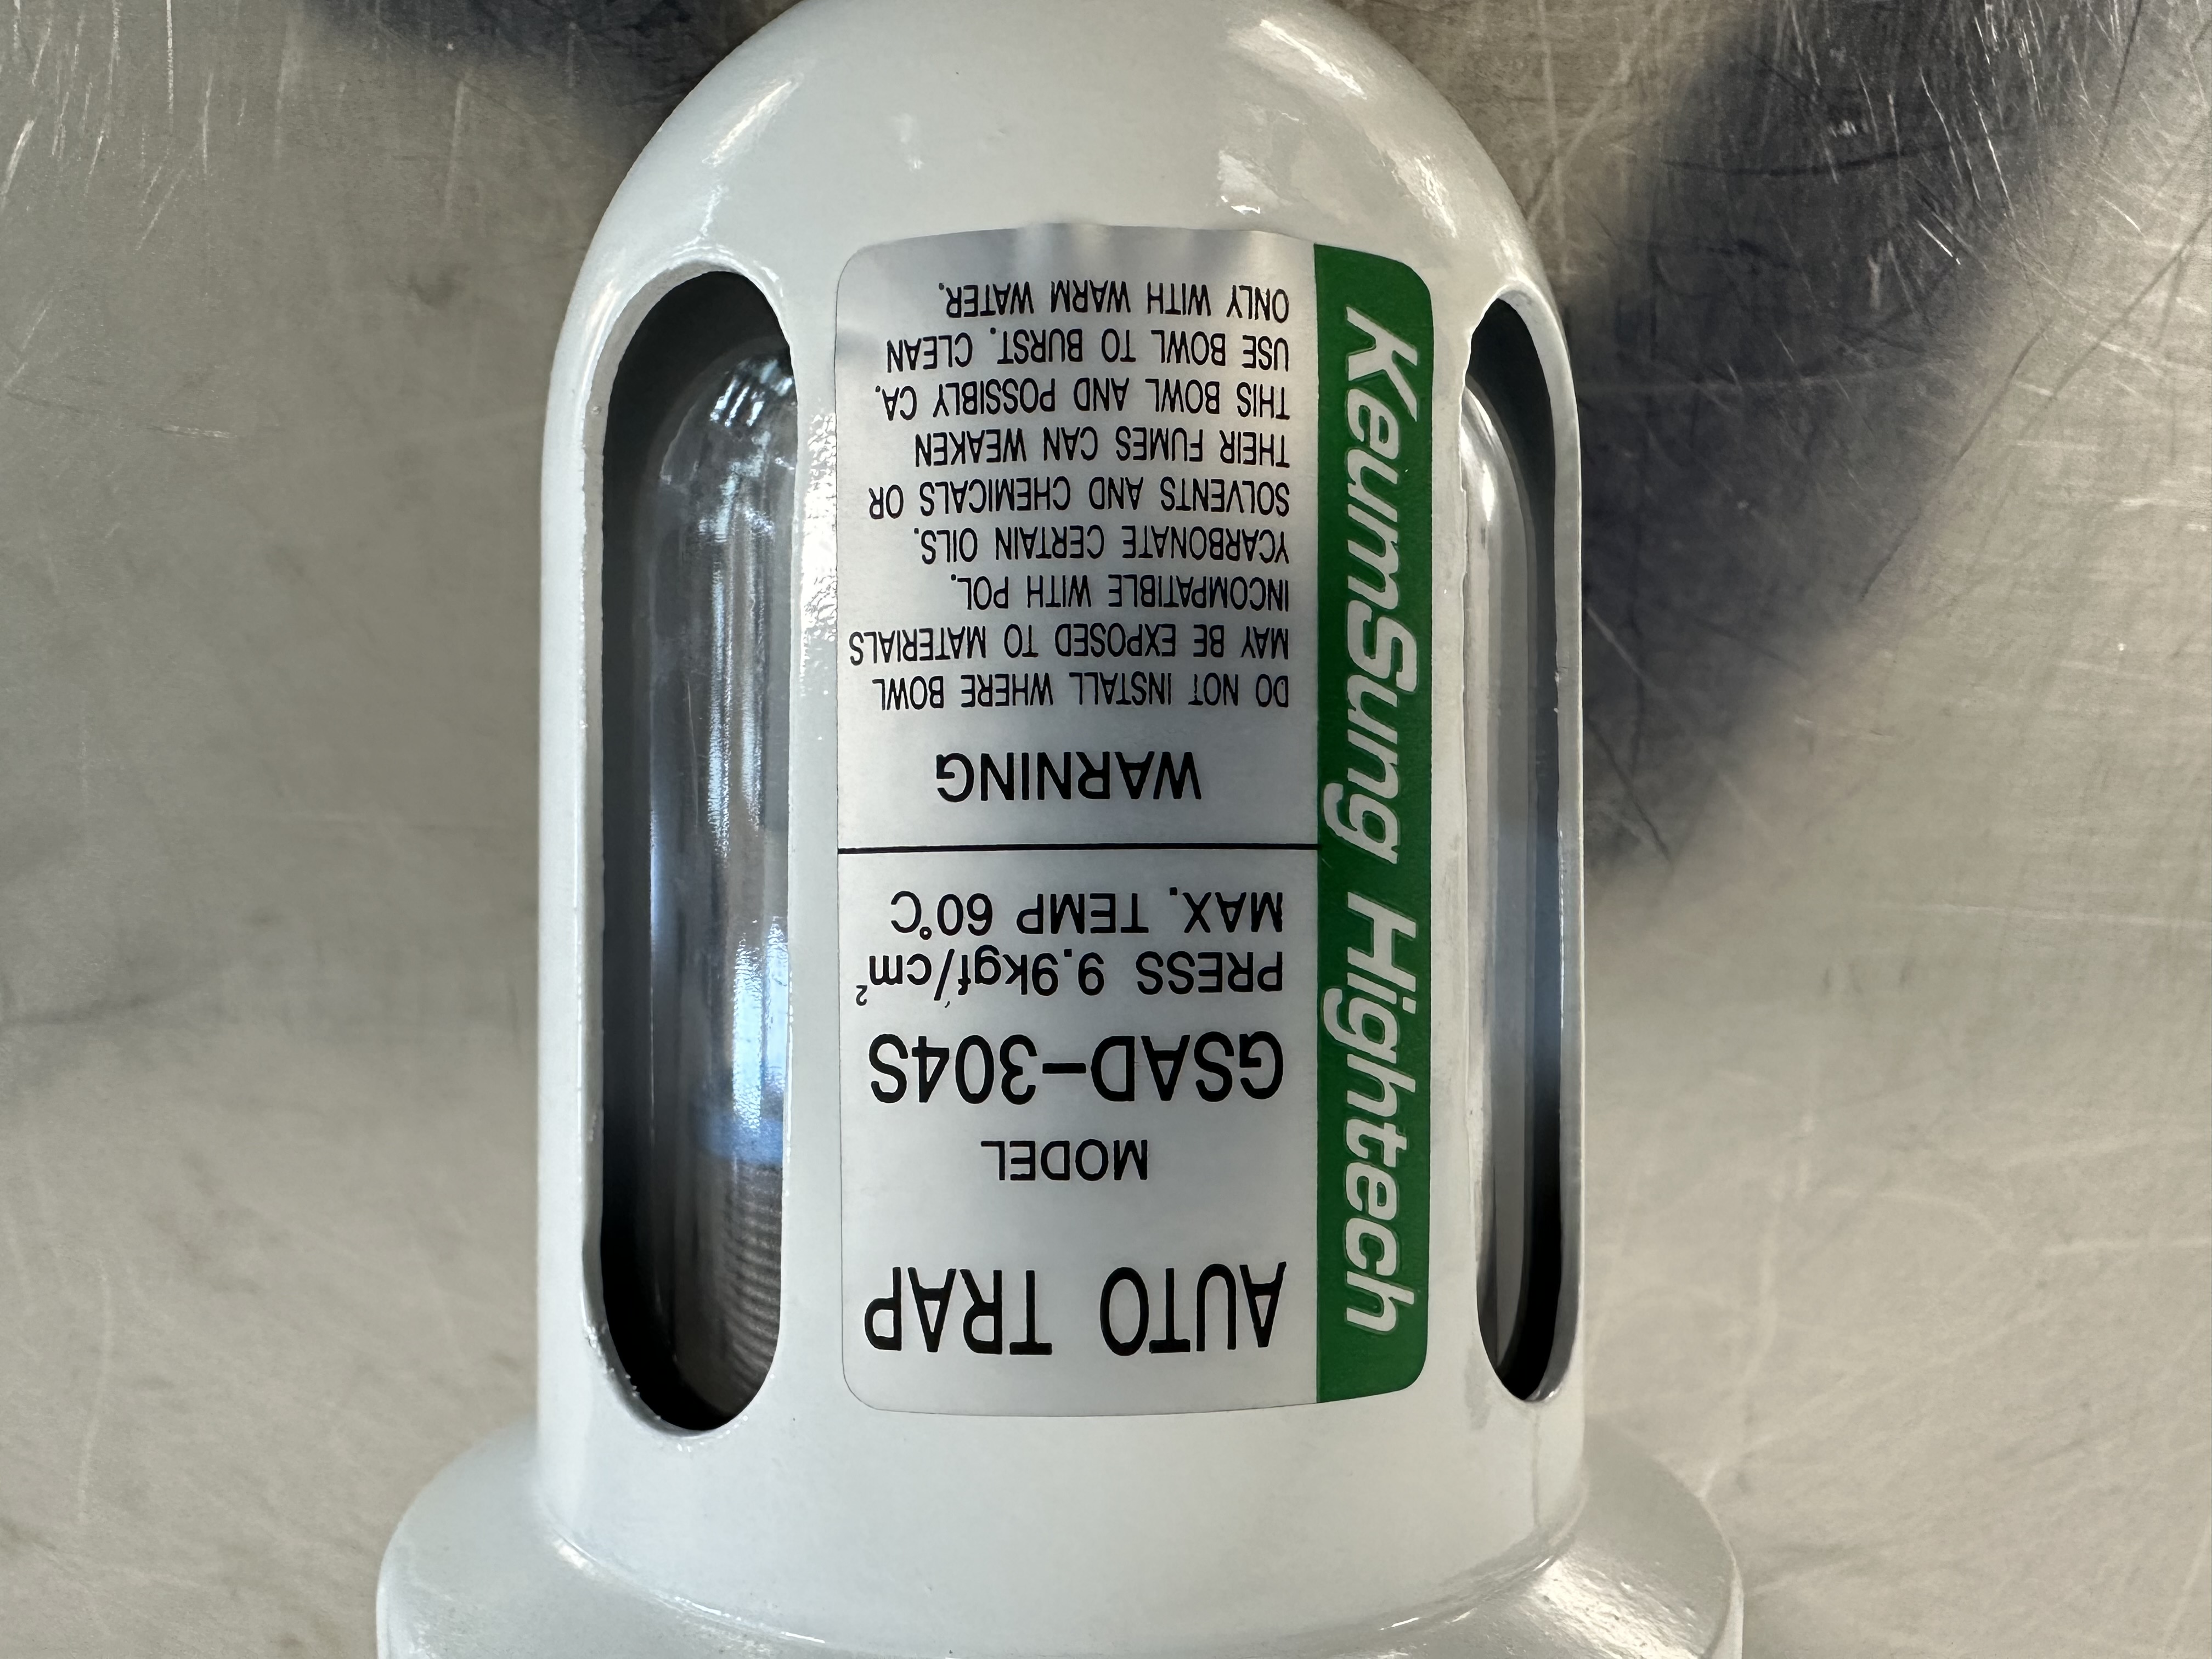 AUTO TRAP
MODEL
GSAD-304S
PRESS 9.9kgf/cm²
MAX. TEMP 60°C
WARNING
DO NOT INSTALL WHERE BOWL
MAY BE EXPOSED TO MATERIALS
INCOMPATIBLE WITH POL.
YCARBONATE CERTAIN OILS.
SOLVENTS AND CHEMICALS OR
THEIR FUMES CAN WEAKEN
THIS BOWL AND POSSIBLY CA.
USE BOWL TO BURST. CLEAN
ONLY WITH WARM WATER.
KeumSung Hightech